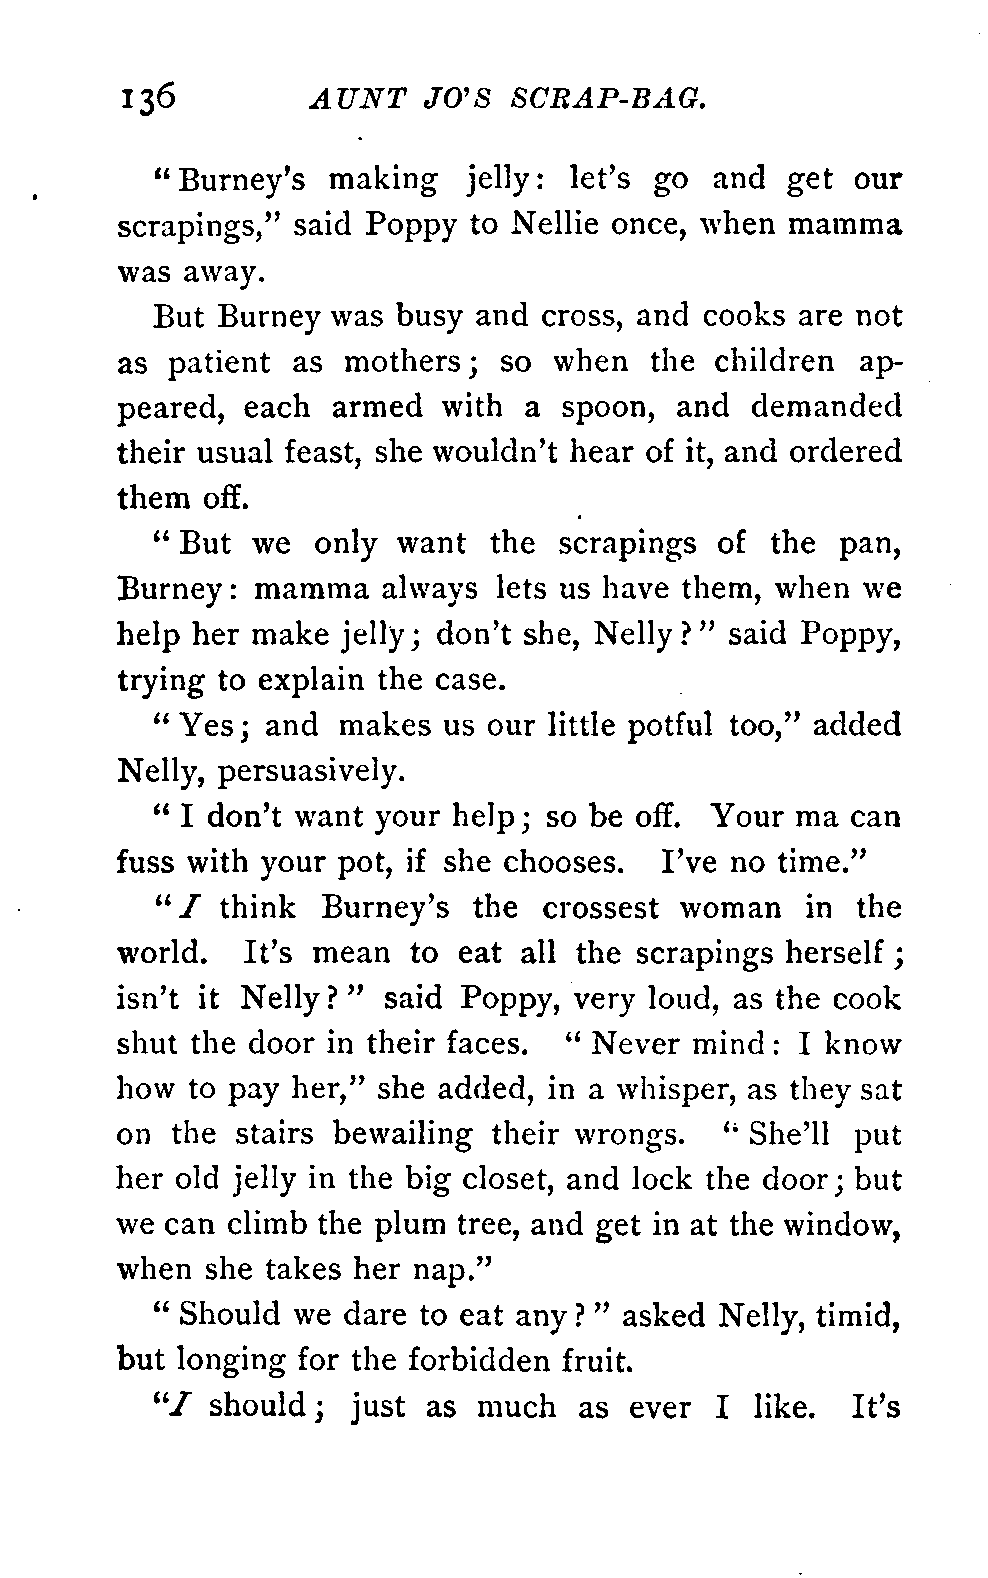 136 AUNT JO'S SCRAP-BAG.
"Burney's making jelly: let's go and get our
scrapings," said Poppy to Nellie once, when mamma
was away.
But Burney was busy and cross, and cooks are not
as patient as mothers; so when the children ap-
peared, each armed with a spoon, and demanded
their usual feast, she wouldn't hear of it, and ordered
them off.
"But we only want the scrapings of the pan,
Burney: mamma always lets us have them, when we
help her make jelly; don't she, Nelly?" said Poppy,
trying to explain the case.
"Yes; and makes us our little potful too," added
Nelly, persuasively.
"I don't want your help; so be off. Your ma can
fuss with your pot, if she chooses. I've no time."
"I think Burney's the crossest woman in the
world. It's mean to eat all the scrapings herself;
isn't it Nelly?" said Poppy, very loud, as the cook
shut the door in their faces. "Never mind: I know
how to pay her," she added, in a whisper, as they sat
on the stairs bewailing their wrongs. "She'll put
her old jelly in the big closet, and lock the door; but
we can climb the plum tree, and get in at the window,
when she takes her nap."
"Should we dare to eat any?" asked Nelly, timid,
but longing for the forbidden fruit.
"I should; just as much as ever I like. It's